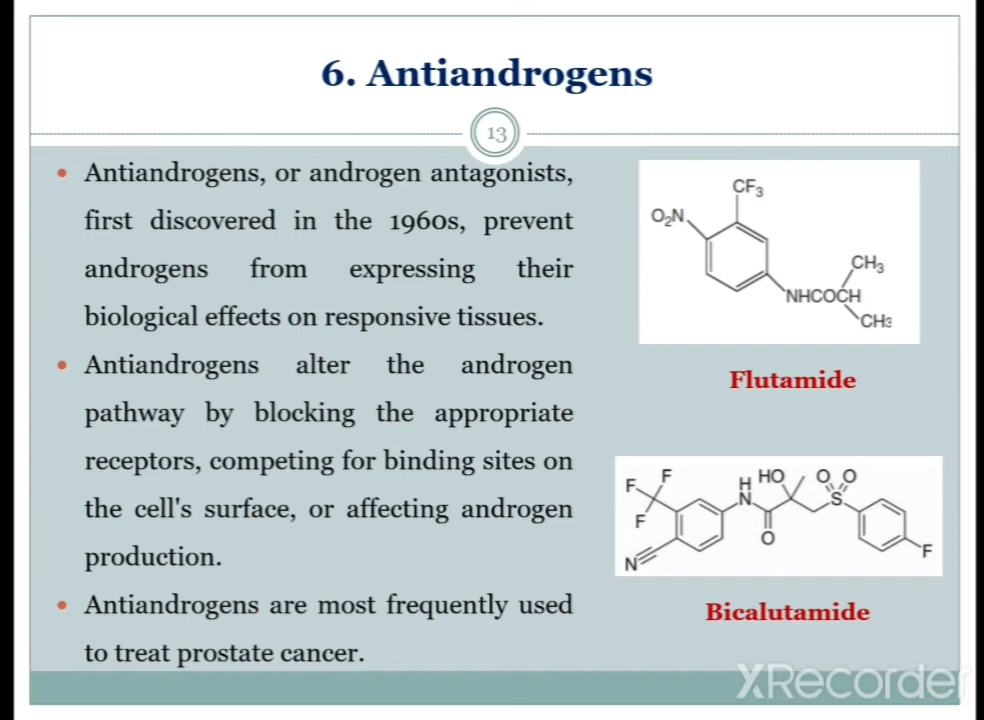 6. Antiandrogens
13
• Antiandrogens, or androgen antagonists,
first discovered in the 1960s, prevent
androgens from expressing their
biological effects on responsive tissues.
• Antiandrogens alter the androgen
pathway by blocking the appropriate
receptors, competing for binding sites on
the cell's surface, or affecting androgen
production.
• Antiandrogens are most frequently used
to treat prostate cancer.
CF3
O2N
CH3
NHCOCH
CH3
Flutamide
F
F
F
H
N
HO
O
O
O
S
N
F
Bicalutamide
XRecorder